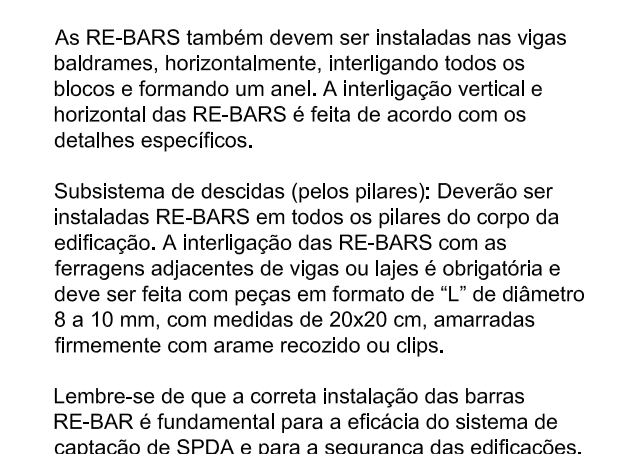 As RE-BARS também devem ser instaladas nas vigas
baldrames, horizontalmente, interligando todos os
blocos e formando um anel. A interligação vertical e
horizontal das RE-BARS é feita de acordo com os
detalhes específicos.
Subsistema de descidas (pelos pilares): Deverão ser
instaladas RE-BARS em todos os pilares do corpo da
edificação. A interligação das RE-BARS com as
ferragens adjacentes de vigas ou lajes é obrigatória e
deve ser feita com peças em formato de “L” de diâmetro
8 a 10 mm, com medidas de 20x20 cm, amarradas
firmemente com arame recozido ou clips.
Lembre-se de que a correta instalação das barras
RE-BAR é fundamental para a eficácia do sistema de
captação de SPDA e para a segurança das edificações.